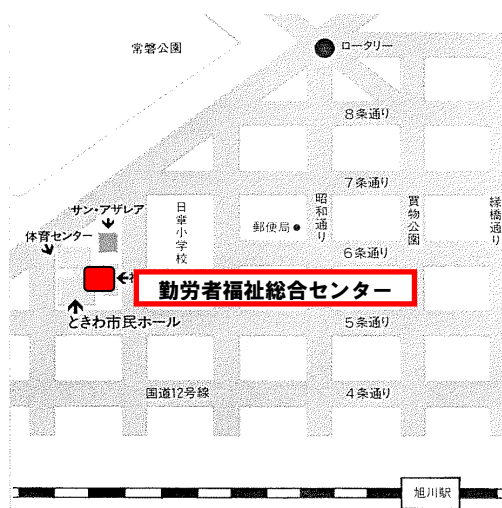 常磐公園
ロータリー
8条通り
7条通り
サン・アザレア
日章小学校
昭和通り
買物公園
緑橋通り
体育センター
郵便局
6条通り
勤労者福祉総合センター
ときわ市民ホール
5条通り
国道12号線
4条通り
旭川駅